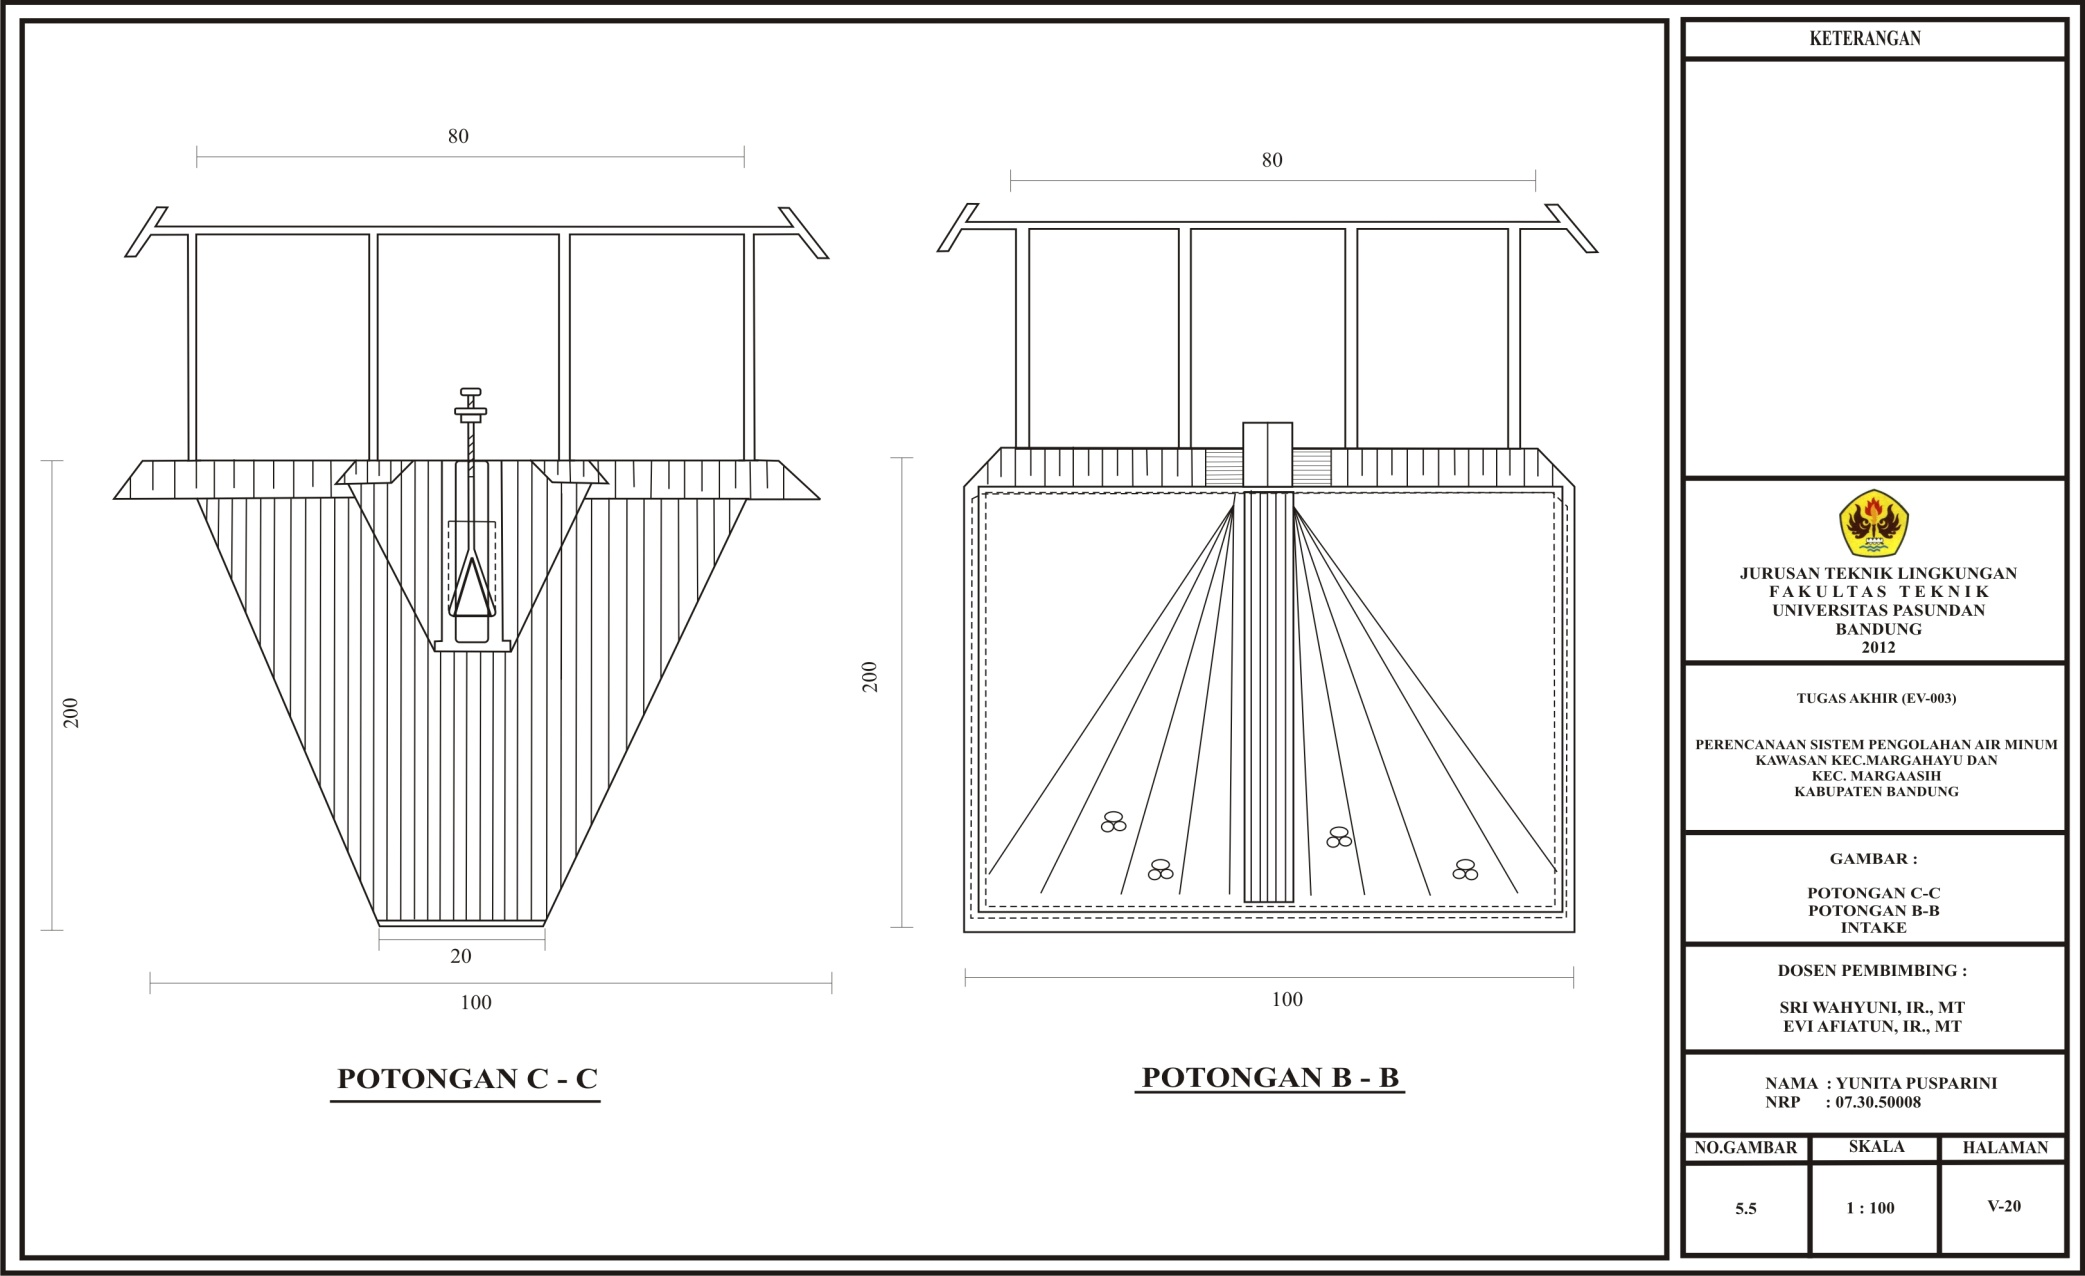 80
200
20
100
POTONGAN C - C
80
200
100
POTONGAN B - B
KETERANGAN
JURUSAN TEKNIK LINGKUNGAN
FAKULTAS TEKNIK
UNIVERSITAS PASUNDAN
BANDUNG
2012
TUGAS AKHIR (EV-003)
PERENCANAAN SISTEM PENGOLAHAN AIR MINUM
KAWASAN KEC.MARGAHAYU DAN
KEC. MARGAASIH
KABUPATEN BANDUNG
GAMBAR :
POTONGAN C-C
POTONGAN B-B
INTAKE
DOSEN PEMBIMBING :
SRI WAHYUNI, IR., MT
EVI AFIATUN, IR., MT
NAMA : YUNITA PUSPARINI
NRP : 07.30.50008
NO.GAMBAR SKALA HALAMAN
5.5 1 : 100 V-20